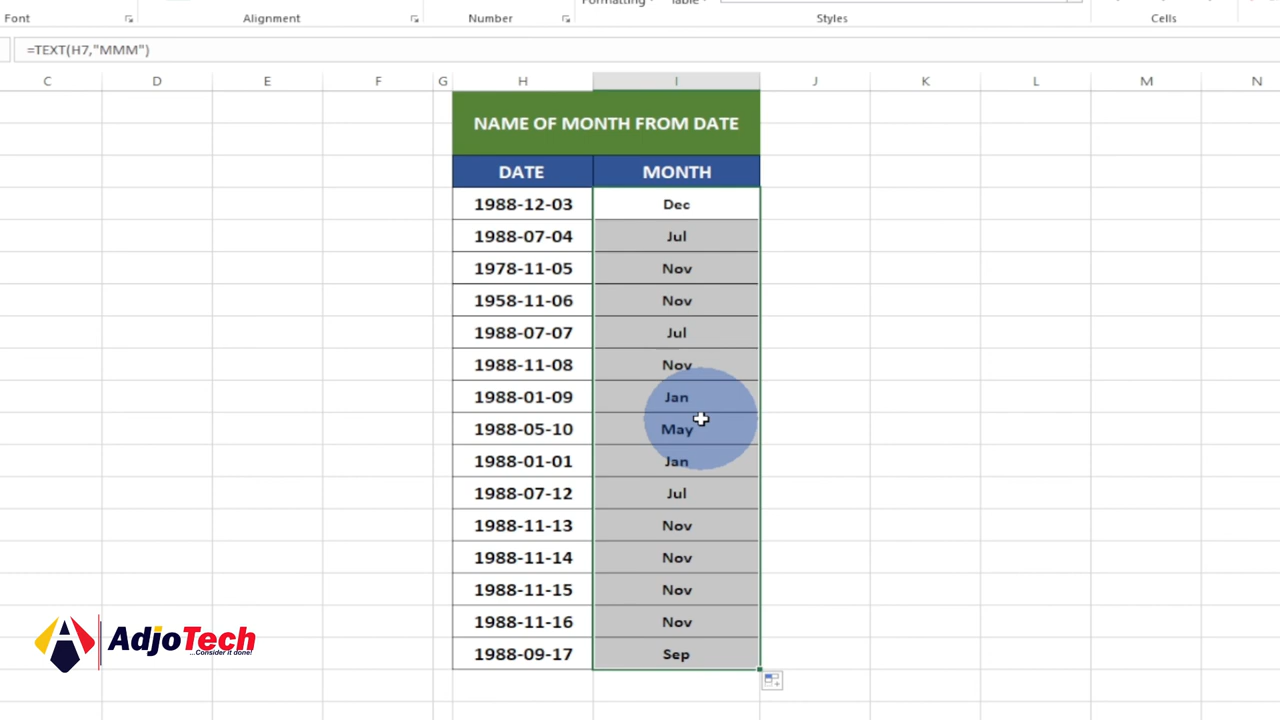 Formatting
Table
Font
Alignment
Number
Styles
Cells
=TEXT(H7,"MMM")
C D E F G H I J K L M N
NAME OF MONTH FROM DATE
DATE MONTH
1988-12-03 Dec
1988-07-04 Jul
1978-11-05 Nov
1958-11-06 Nov
1988-07-07 Jul
1988-11-08 Nov
1988-01-09 Jan
1988-05-10 May
1988-01-01 Jan
1988-07-12 Jul
1988-11-13 Nov
1988-11-14 Nov
1988-11-15 Nov
1988-11-16 Nov
1988-09-17 Sep
AdjoTech
...Consider it done!